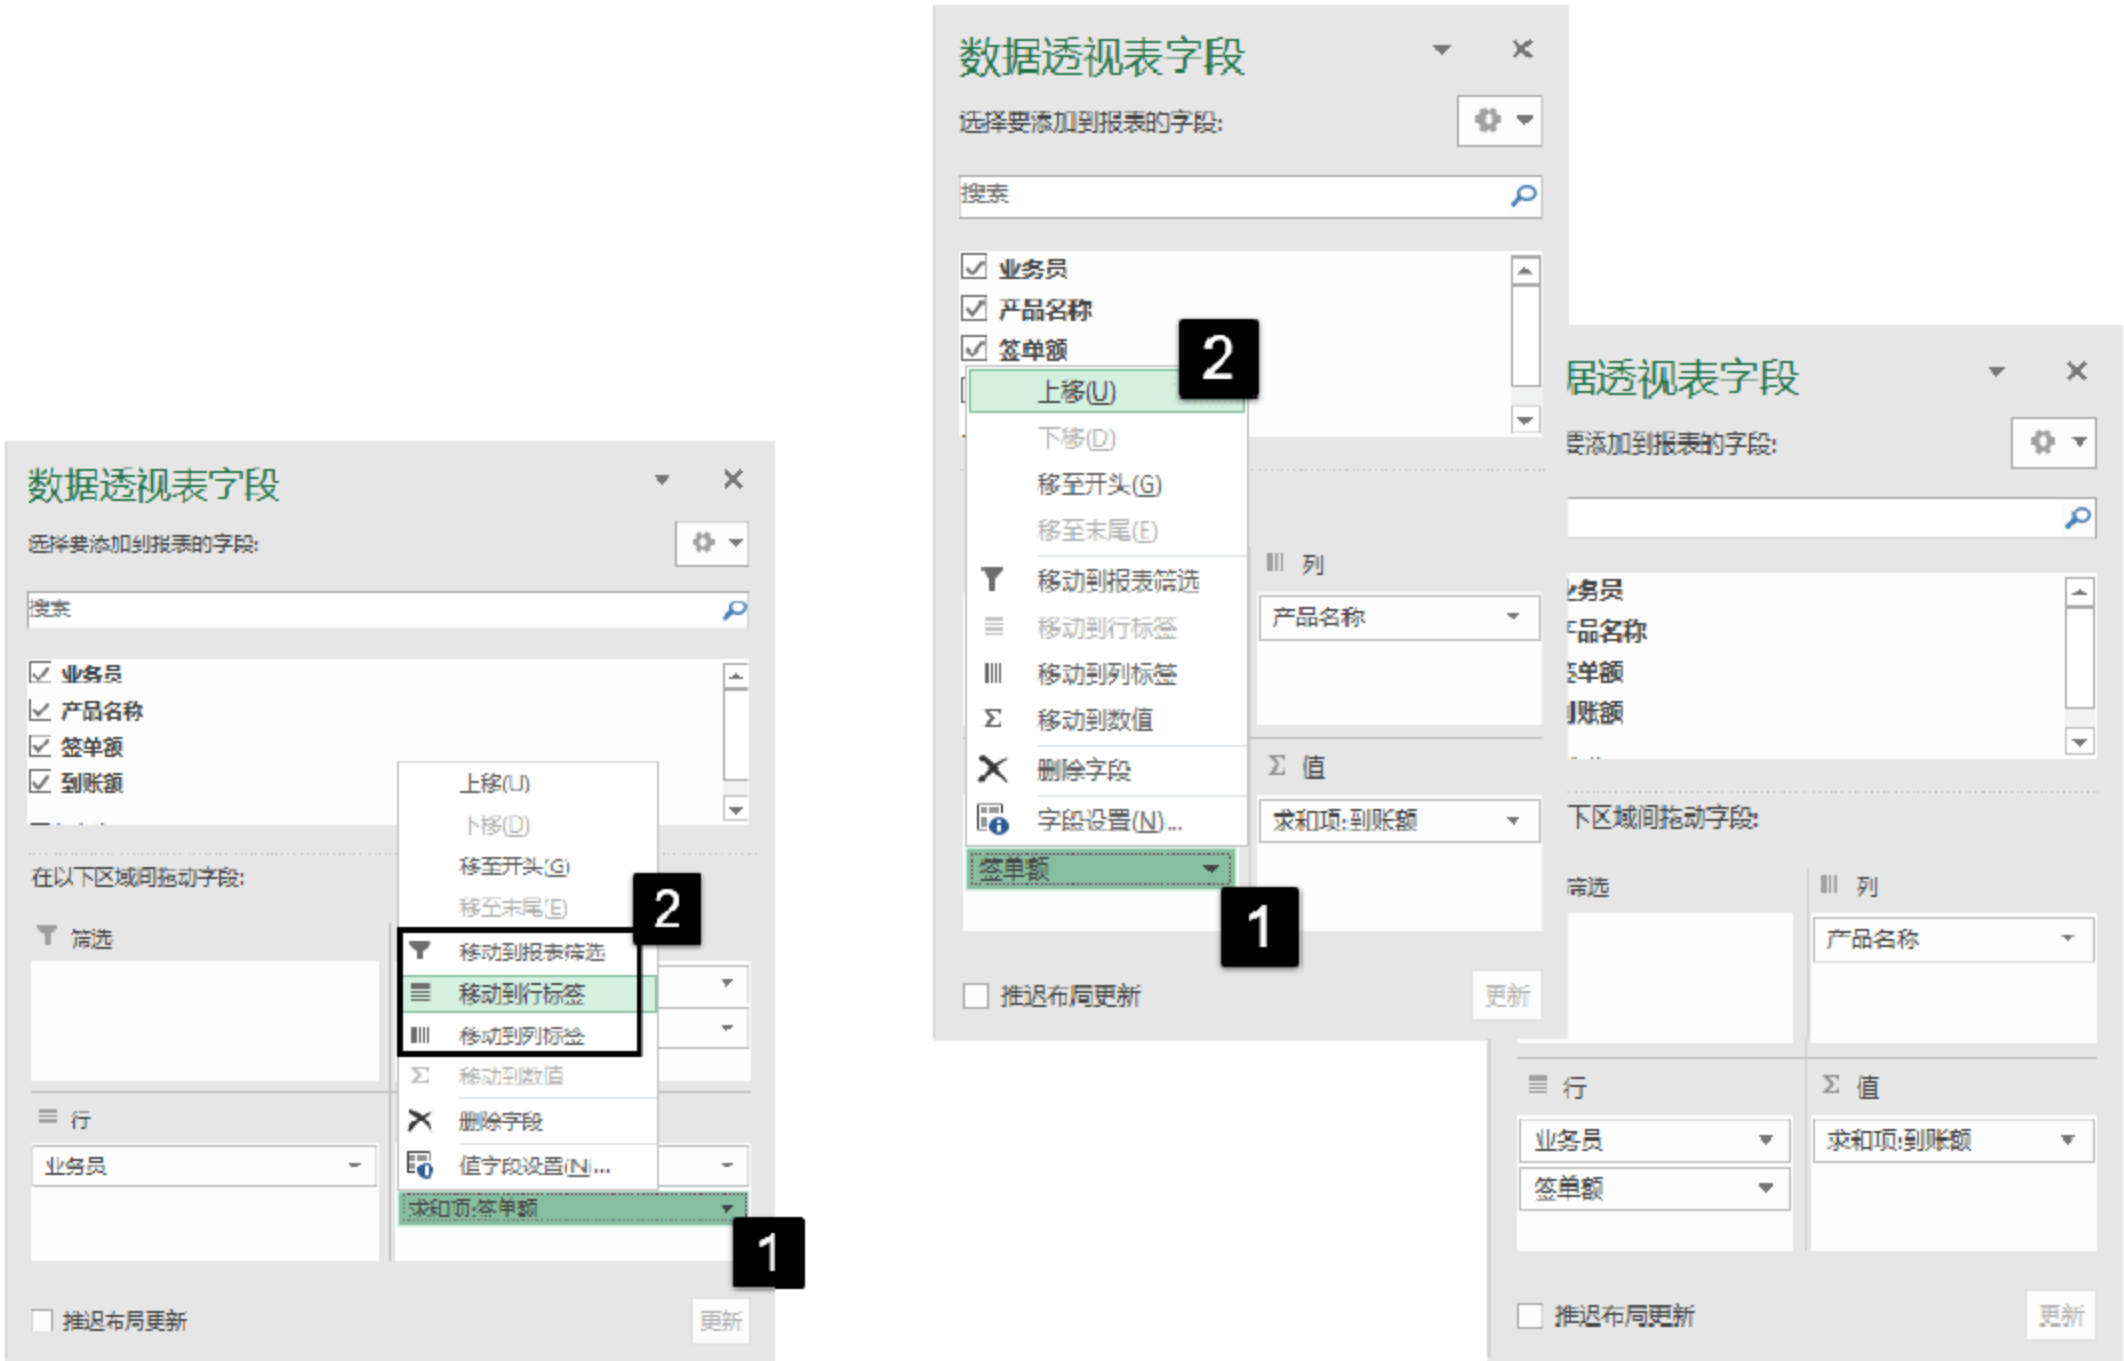 数据透视表字段
选择要添加到报表的字段:
搜索
业务员
产品名称
签单额
到账额
在以下区域间拖动字段:
筛选
行
业务员
上移(U)
下移(D)
移至开头(G)
移至末尾(E)
移动到报表筛选
移动到行标签
移动到列标签
移动到数值
删除字段
值字段设置(N)...
求和项:签单额
2
1
推迟布局更新
更新
数据透视表字段
选择要添加到报表的字段:
搜索
业务员
产品名称
签单额
2
上移(U)
下移(D)
移至开头(G)
移至末尾(E)
移动到报表筛选
移动到行标签
移动到列标签
移动到数值
删除字段
字段设置(N)...
签单额
1
列
产品名称
Σ 值
求和项:到账额
推迟布局更新
更新
据透视表字段
要添加到报表的字段:
务员
品名称
单额
账额
下区域间拖动字段:
筛选
列
产品名称
行
业务员
签单额
Σ 值
求和项:到账额
推迟布局更新
更新